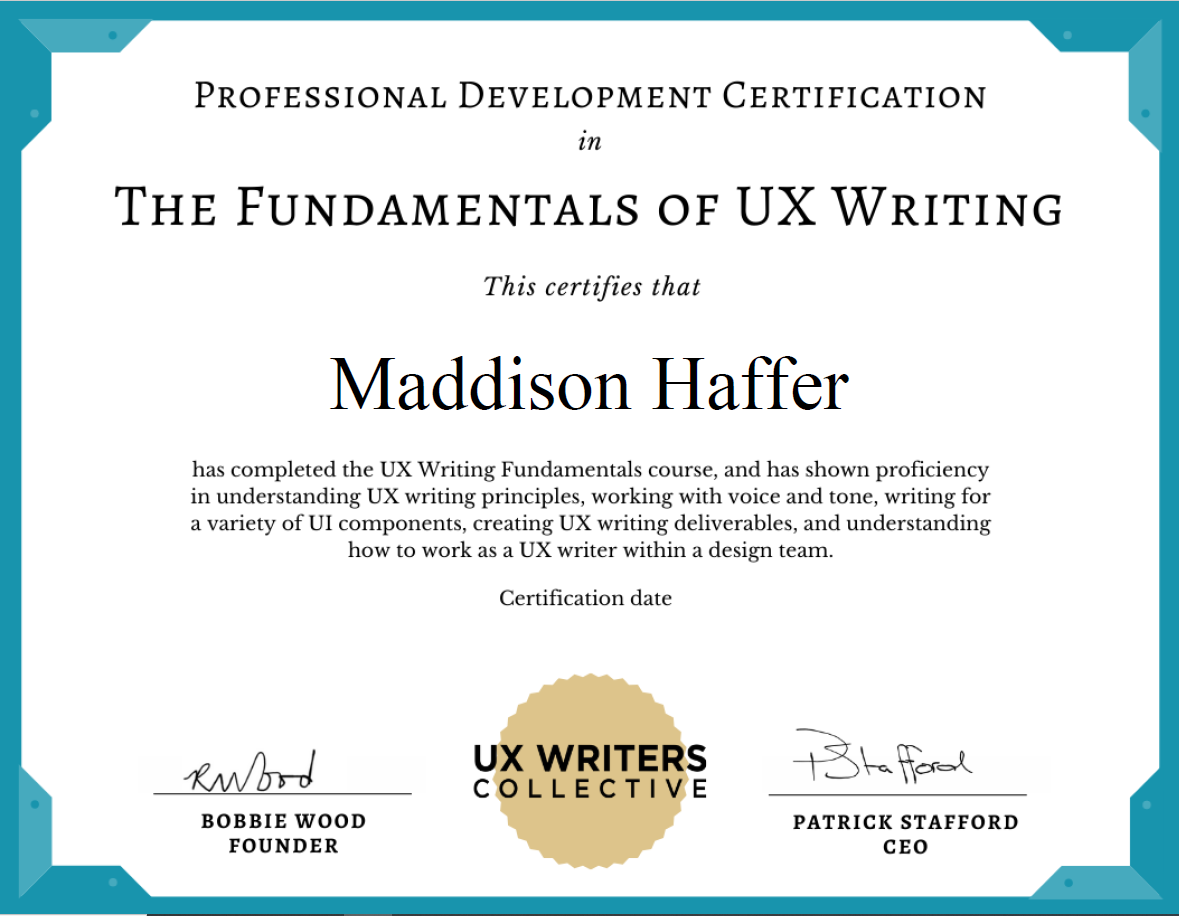 Professional Development Certification
in
The Fundamentals of UX Writing
This certifies that
Maddison Haffer
has completed the UX Writing Fundamentals course, and has shown proficiency
in understanding UX writing principles, working with voice and tone, writing for
a variety of UI components, creating UX writing deliverables, and understanding
how to work as a UX writer within a design team.
Certification date
RWood
BOBBIE WOOD
FOUNDER
UX WRITERS
COLLECTIVE
PStafford
PATRICK STAFFORD
CEO